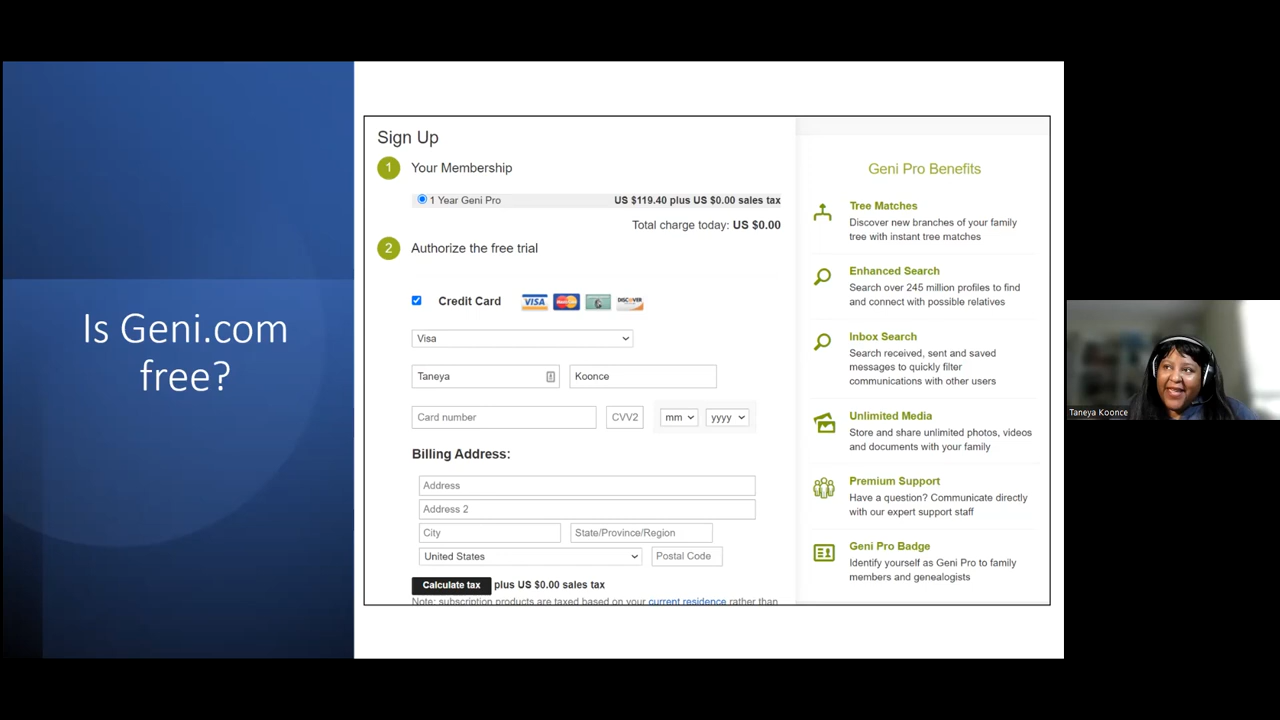 Is Geni.com
free?
Sign Up
1 Your Membership
1 Year Geni Pro US $119.40 plus US $0.00 sales tax
Total charge today: US $0.00
2 Authorize the free trial
Credit Card VISA MasterCard DISCOVER
Visa
Taneya Koonce
Card number CVV2 mm yyyy
Billing Address:
Address
Address 2
City State/Province/Region
United States Postal Code
Calculate tax plus US $0.00 sales tax
Note: subscription products are taxed based on your current residence rather than
Geni Pro Benefits
Tree Matches
Discover new branches of your family
tree with instant tree matches
Enhanced Search
Search over 245 million profiles to find
and connect with possible relatives
Inbox Search
Search received, sent and saved
messages to quickly filter
communications with other users
Unlimited Media
Store and share unlimited photos, videos
and documents with your family
Premium Support
Have a question? Communicate directly
with our expert support staff
Geni Pro Badge
Identify yourself as Geni Pro to family
members and genealogists
Taneya Koonce